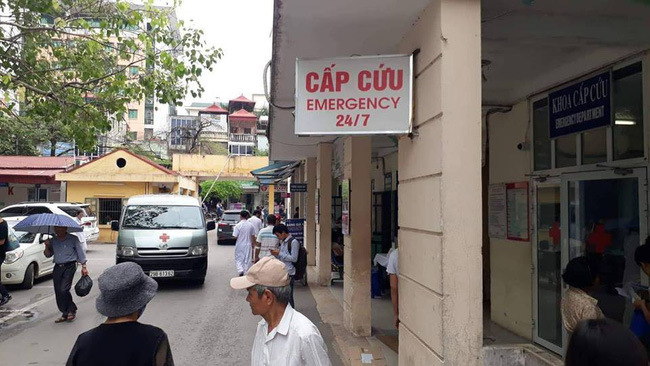 CẤP CỨU
EMERGENCY
24/7
KHOA CẤP CỨU
EMERGENCY DEPARTMENT